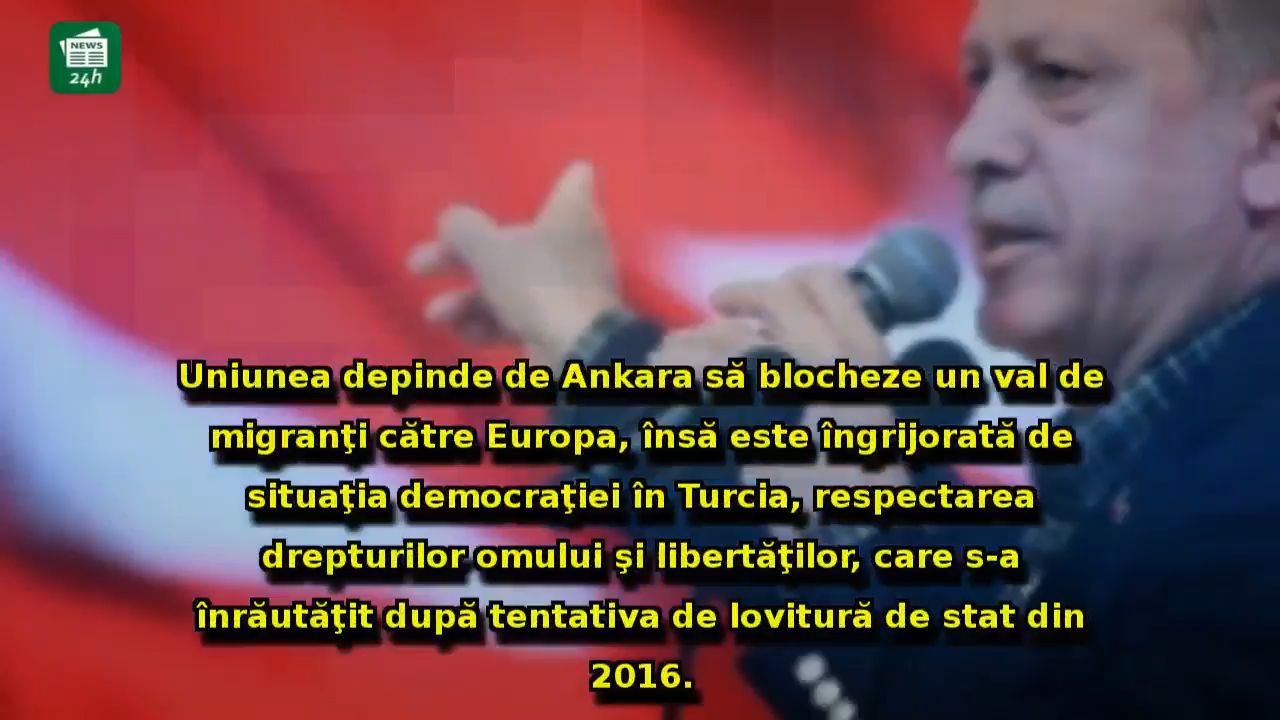 NEWS
24h
Uniunea depinde de Ankara să blocheze un val de
migranţi către Europa, însă este îngrijorată de
situaţia democraţiei în Turcia, respectarea
drepturilor omului şi libertăţilor, care s-a
înrăutăţit după tentativa de lovitură de stat din
2016.